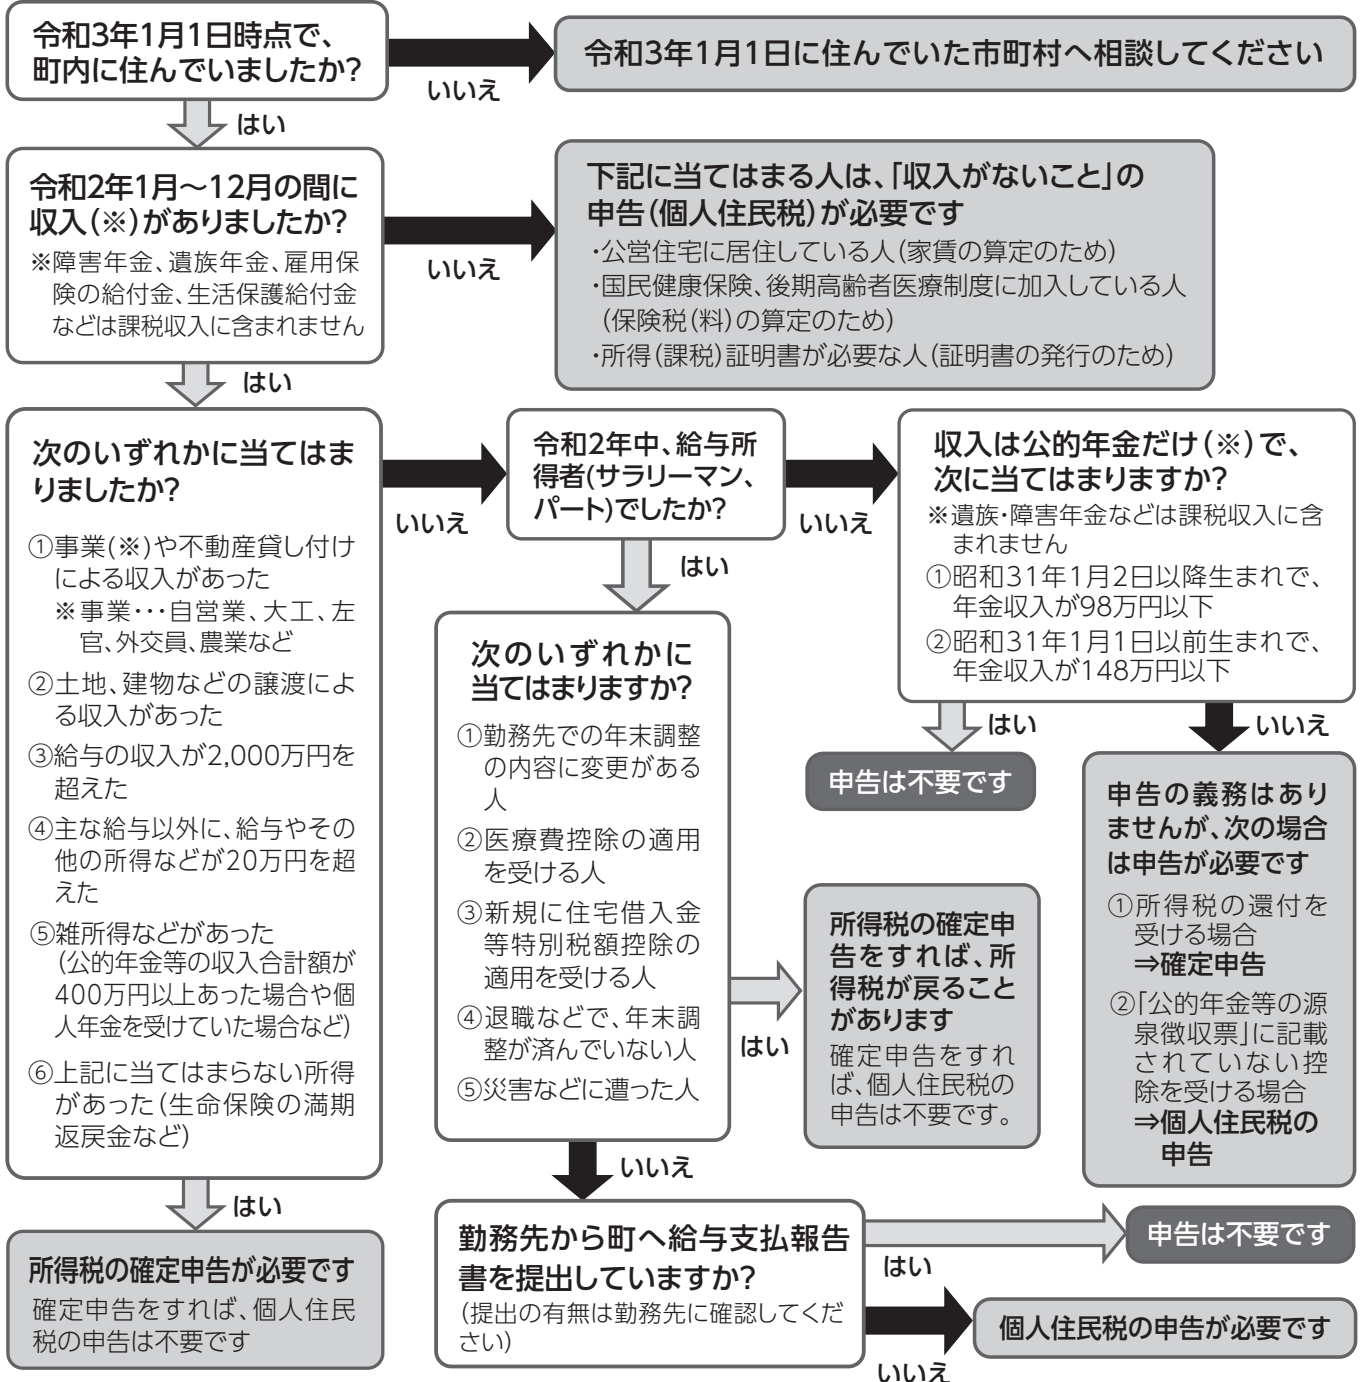 令和3年1月1日時点で、
町内に住んでいましたか?
いいえ
令和3年1月1日に住んでいた市町村へ相談してください
はい
令和2年1月～12月の間に
収入(※)がありましたか?
※障害年金、遺族年金、雇用保
険の給付金、生活保護給付金
などは課税収入に含まれません
いいえ
下記に当てはまる人は、「収入がないこと」の
申告(個人住民税)が必要です
・公営住宅に居住している人(家賃の算定のため)
・国民健康保険、後期高齢者医療制度に加入している人
(保険税(料)の算定のため)
・所得(課税)証明書が必要な人(証明書の発行のため)
はい
次のいずれかに当てはま
りましたか?
①事業(※)や不動産貸し付け
による収入があった
※事業・・・自営業、大工、左
官、外交員、農業など
②土地、建物などの譲渡によ
る収入があった
③給与の収入が2,000万円を
超えた
④主な給与以外に、給与やその
他の所得などが20万円を超
えた
⑤雑所得などがあった
(公的年金等の収入合計額が
400万円以上あった場合や個
人年金を受けていた場合など)
⑥上記に当てはまらない所得
があった(生命保険の満期
返戻金など)
はい
所得税の確定申告が必要です
確定申告をすれば、個人住民
税の申告は不要です
いいえ
令和2年中、給与所
得者(サラリーマン、
パート)でしたか?
はい
次のいずれかに
当てはまりますか?
①勤務先での年末調整
の内容に変更がある
人
②医療費控除の適用
を受ける人
③新規に住宅借入金
等特別税額控除の
適用を受ける人
④退職などで、年末調
整が済んでいない人
⑤災害などに遭った人
はい
所得税の確定申
告をすれば、所
得税が戻ること
があります
確定申告をすれ
ば、個人住民税の
申告は不要です。
いいえ
勤務先から町へ給与支払報告
書を提出していますか?
(提出の有無は勤務先に確認してくだ
さい)
はい
申告は不要です
いいえ
個人住民税の申告が必要です
いいえ
収入は公的年金だけ(※)で、
次に当てはまりますか?
※遺族・障害年金などは課税収入に含
まれません
①昭和31年1月2日以降生まれで、
年金収入が98万円以下
②昭和31年1月1日以前生まれで、
年金収入が148万円以下
はい
申告は不要です
いいえ
申告の義務はあり
ませんが、次の場合
は申告が必要です
①所得税の還付を
受ける場合
⇒確定申告
②「公的年金等の源
泉徴収票」に記載
されていない控
除を受ける場合
⇒個人住民税の
申告